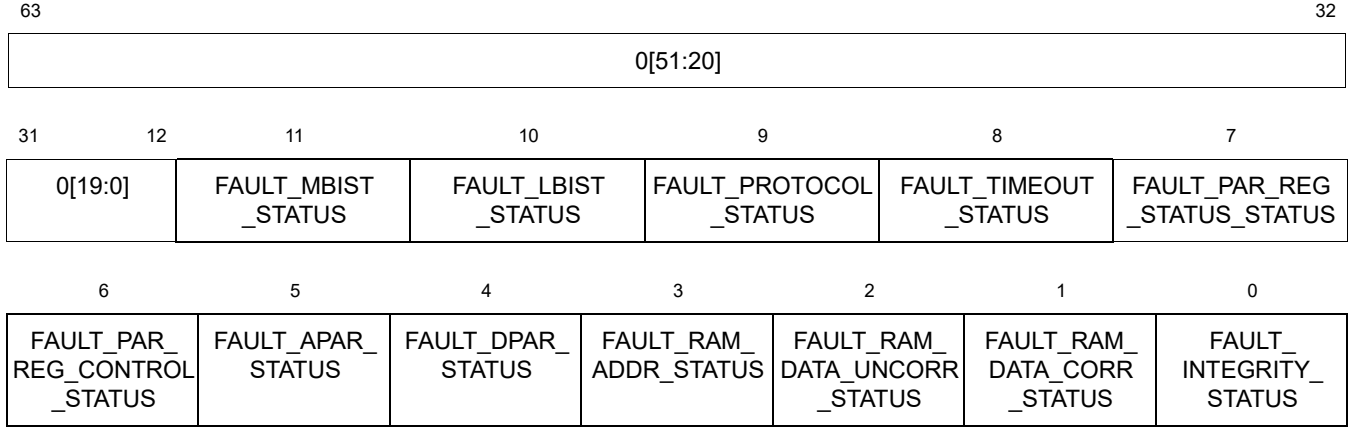 63 32
0[51:20]
31 12 11 10 9 8 7
0[19:0] FAULT_MBIST FAULT_LBIST FAULT_PROTOCOL FAULT_TIMEOUT FAULT_PAR_REG
_STATUS _STATUS _STATUS _STATUS _STATUS_STATUS
6 5 4 3 2 1 0
FAULT_PAR_ FAULT_APAR_ FAULT_DPAR_ FAULT_RAM_ FAULT_RAM_ FAULT_RAM_ FAULT_
REG_CONTROL STATUS STATUS ADDR_STATUS DATA_UNCORR DATA_CORR INTEGRITY_
_STATUS _STATUS _STATUS STATUS